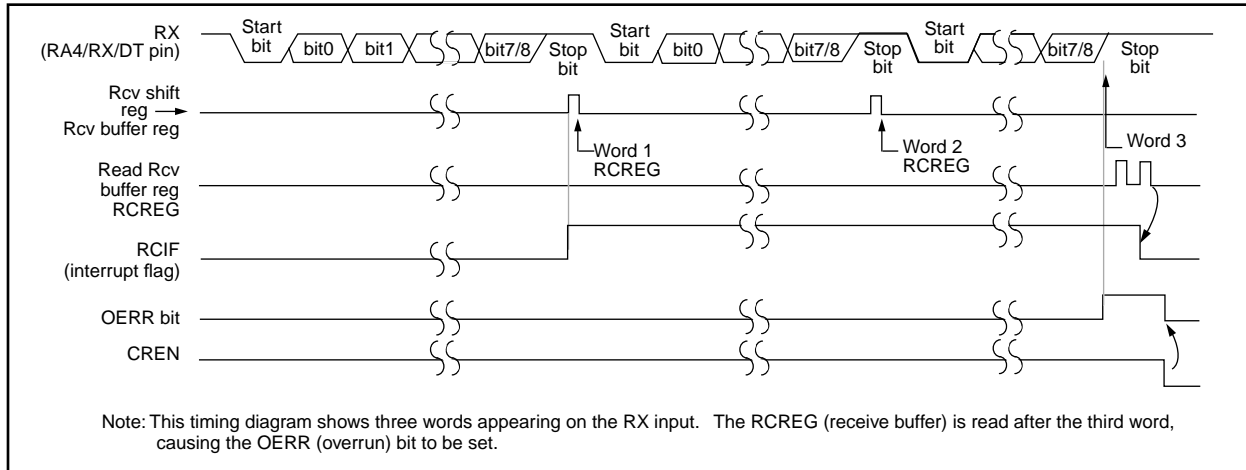 RX
(RA4/RX/DT pin)
Start
bit
bit0
bit1
bit7/8
Stop
bit
Start
bit
bit0
bit7/8
Stop
bit
Start
bit
bit7/8
Stop
bit
Rcv shift
reg
Rcv buffer reg
Word 1
RCREG
Word 2
RCREG
Word 3
Read Rcv
buffer reg
RCREG
RCIF
(interrupt flag)
OERR bit
CREN
Note: This timing diagram shows three words appearing on the RX input. The RCREG (receive buffer) is read after the third word,
causing the OERR (overrun) bit to be set.